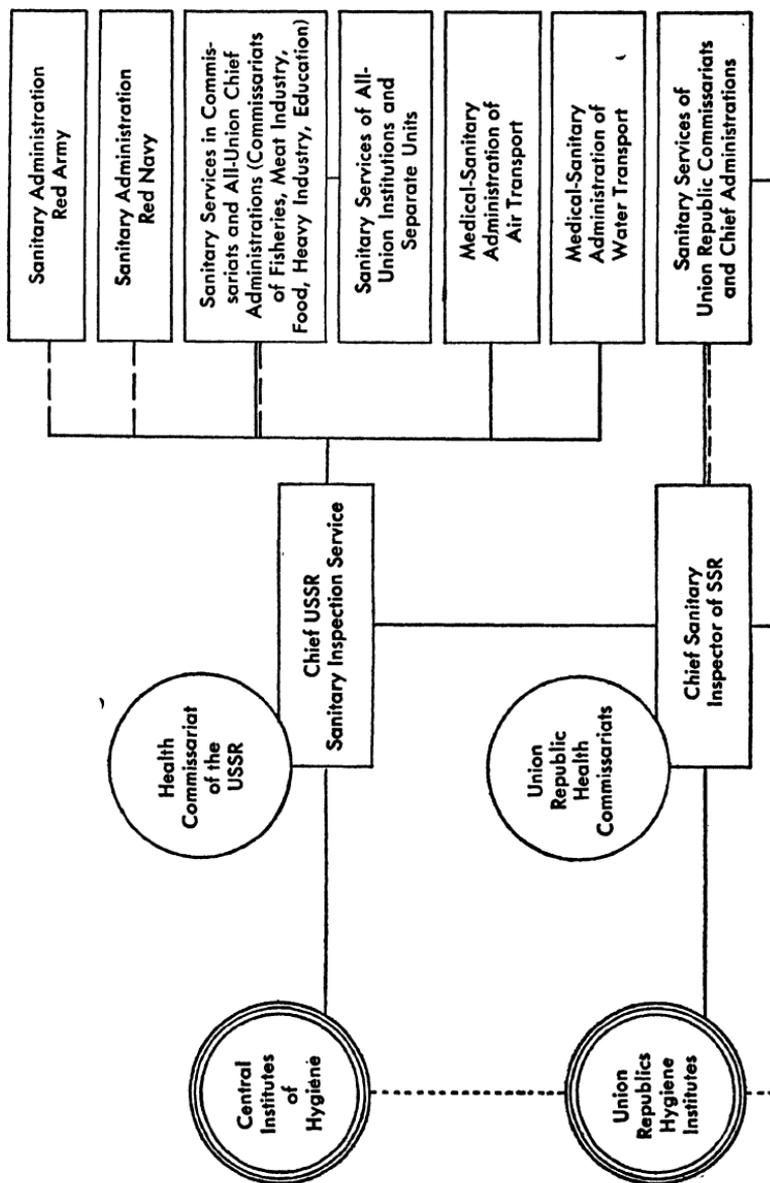 Sanitary Administration
Red Army
Sanitary Administration
Red Navy
Health
Commissariat
of the
USSR
Sanitary Services in Commis-
sariats and All-Union Chief
Administrations (Commissariats
of Fisheries, Meat Industry,
Food, Heavy Industry, Education)
Central
Institutes
of
Hygiene
Chief USSR
Sanitary Inspection Service
Sanitary Services of All-
Union Institutions and
Separate Units
Medical-Sanitary
Administration of
Air Transport
Union
Republic
Health
Commissariats
Medical-Sanitary
Administration of
Water Transport
Union
Republics
Hygiene
Institutes
Chief Sanitary
Inspector of SSR
Sanitary Services of
Union Republic Commissariats
and Chief Administrations